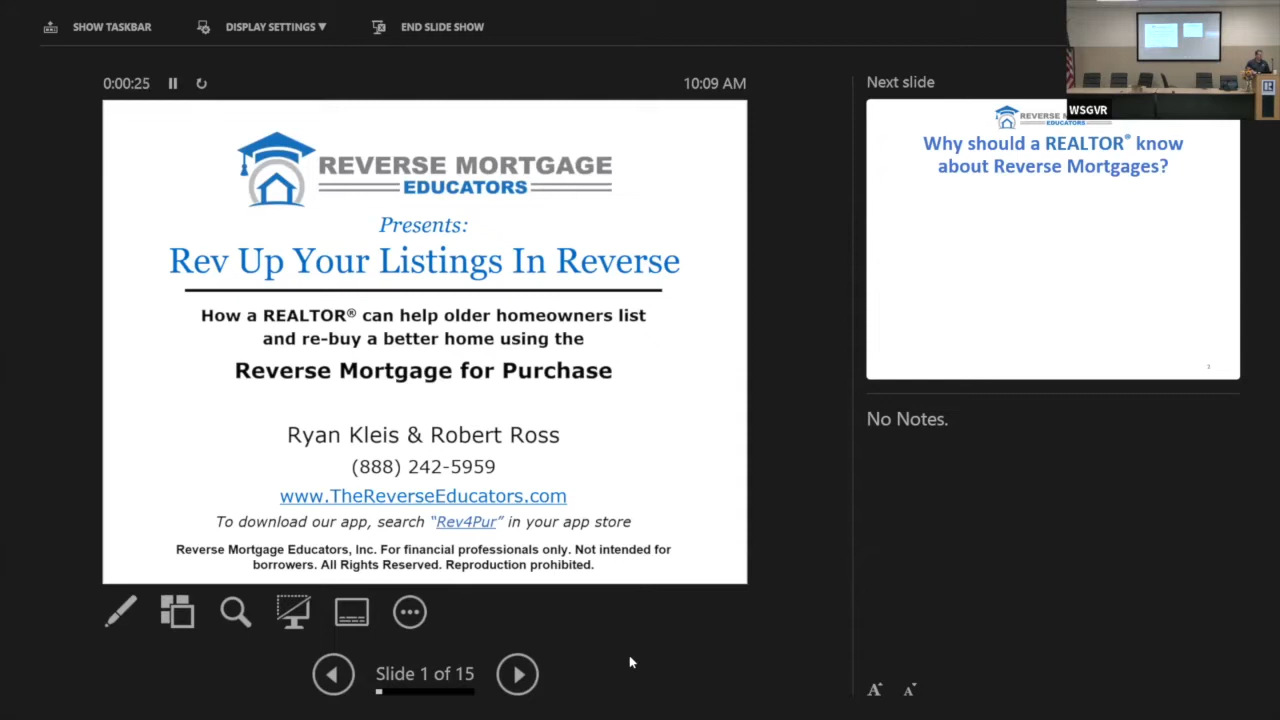 SHOW TASKBAR
DISPLAY SETTINGS ▼
END SLIDE SHOW
0:00:25
10:09 AM
REVERSE MORTGAGE
EDUCATORS
Presents:
Rev Up Your Listings In Reverse
How a REALTOR® can help older homeowners list
and re-buy a better home using the
Reverse Mortgage for Purchase
Ryan Kleis & Robert Ross
(888) 242-5959
www.TheReverseEducators.com
To download our app, search "Rev4Pur" in your app store
Reverse Mortgage Educators, Inc. For financial professionals only. Not intended for
borrowers. All Rights Reserved. Reproduction prohibited.
Slide 1 of 15
Next slide
WSGVR
REVERSE M
EDUCATORS
Why should a REALTOR® know
about Reverse Mortgages?
3
No Notes.
A A